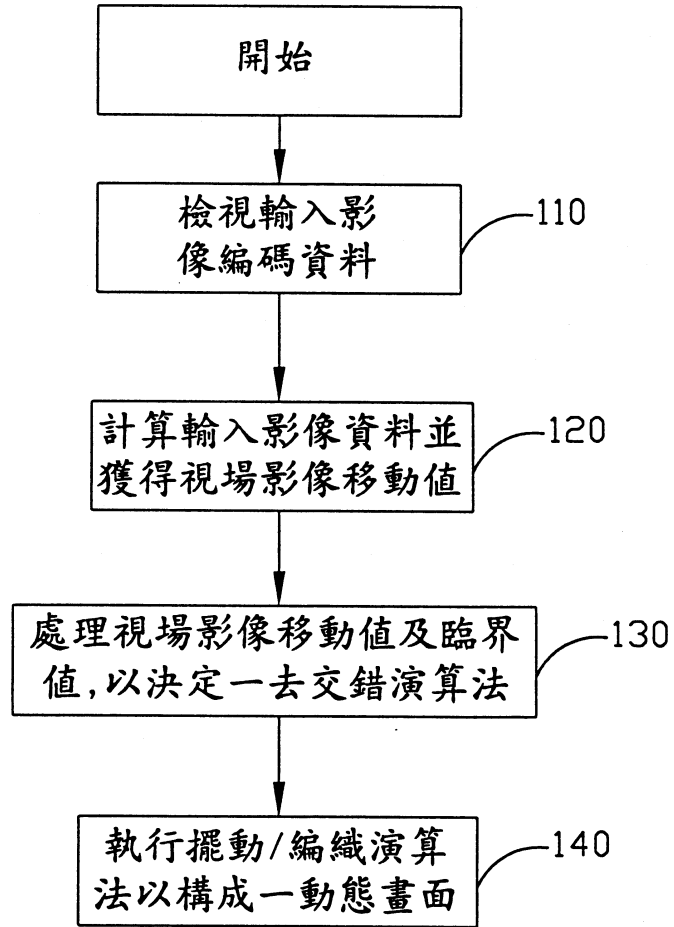 開始
檢視輸入影
像編碼資料
110
計算輸入影像資料並
獲得視場影像移動值
120
處理視場影像移動值及臨界
值,以決定一去交錯演算法
130
執行擺動/編織演算
法以構成一動態畫面
140